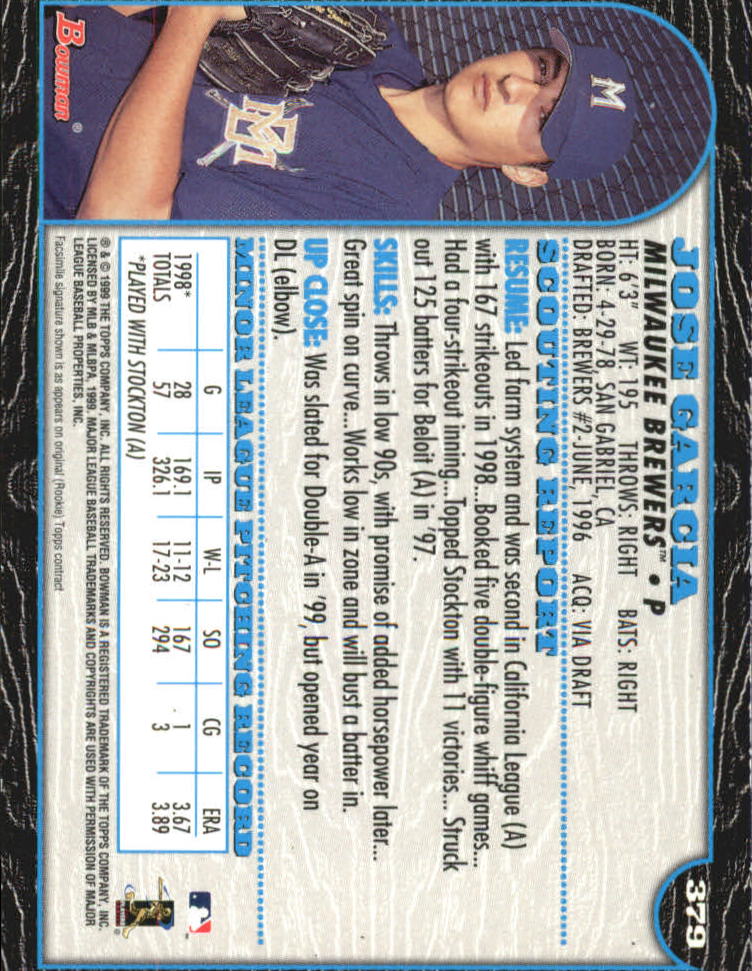 379
JOSE GARCIA
MILWAUKEE BREWERS™ • P
HT: 6'3" WT: 195 THROWS: RIGHT BATS: RIGHT
BORN: 4-29-78 SAN GABRIEL, CA
DRAFTED: BREWERS #2-JUNE, 1996 ACQ: VIA DRAFT
SCOUTING REPORT
RESUME: Led farm system and was second in California League (A)
with 167 strikeouts in 1998...Booked five double-figure whiff games...
Had a four-strikeout inning...Topped Stockton with 11 victories... Struck
out 125 batters for Beloit (A) in '97.
SKILLS: Throws in low 90s, with promise of added horsepower later...
Great spin on curve...Works low in zone and will bust a batter in.
UP CLOSE: Was slated for Double-A in '99, but opened year on
DL (elbow).
MINOR LEAGUE PITCHING RECORD
G IP W-L SO CG ERA
1998* 28 169.1 11-12 167 1 3.67
TOTALS 57 326.1 17-23 294 3 3.89
*PLAYED WITH STOCKTON (A)
® & © 1999 THE TOPPS COMPANY, INC. ALL RIGHTS RESERVED. BOWMAN IS A REGISTERED TRADEMARK OF THE TOPPS COMPANY, INC.
LICENSED BY MLB & MLBPA, 1999. MAJOR LEAGUE BASEBALL TRADEMARKS AND COPYRIGHTS ARE USED WITH PERMISSION OF MAJOR
LEAGUE BASEBALL PROPERTIES, INC.
Facsimile signature shown is as appears on original (Rookie) Topps contract
Bowman®
M
M